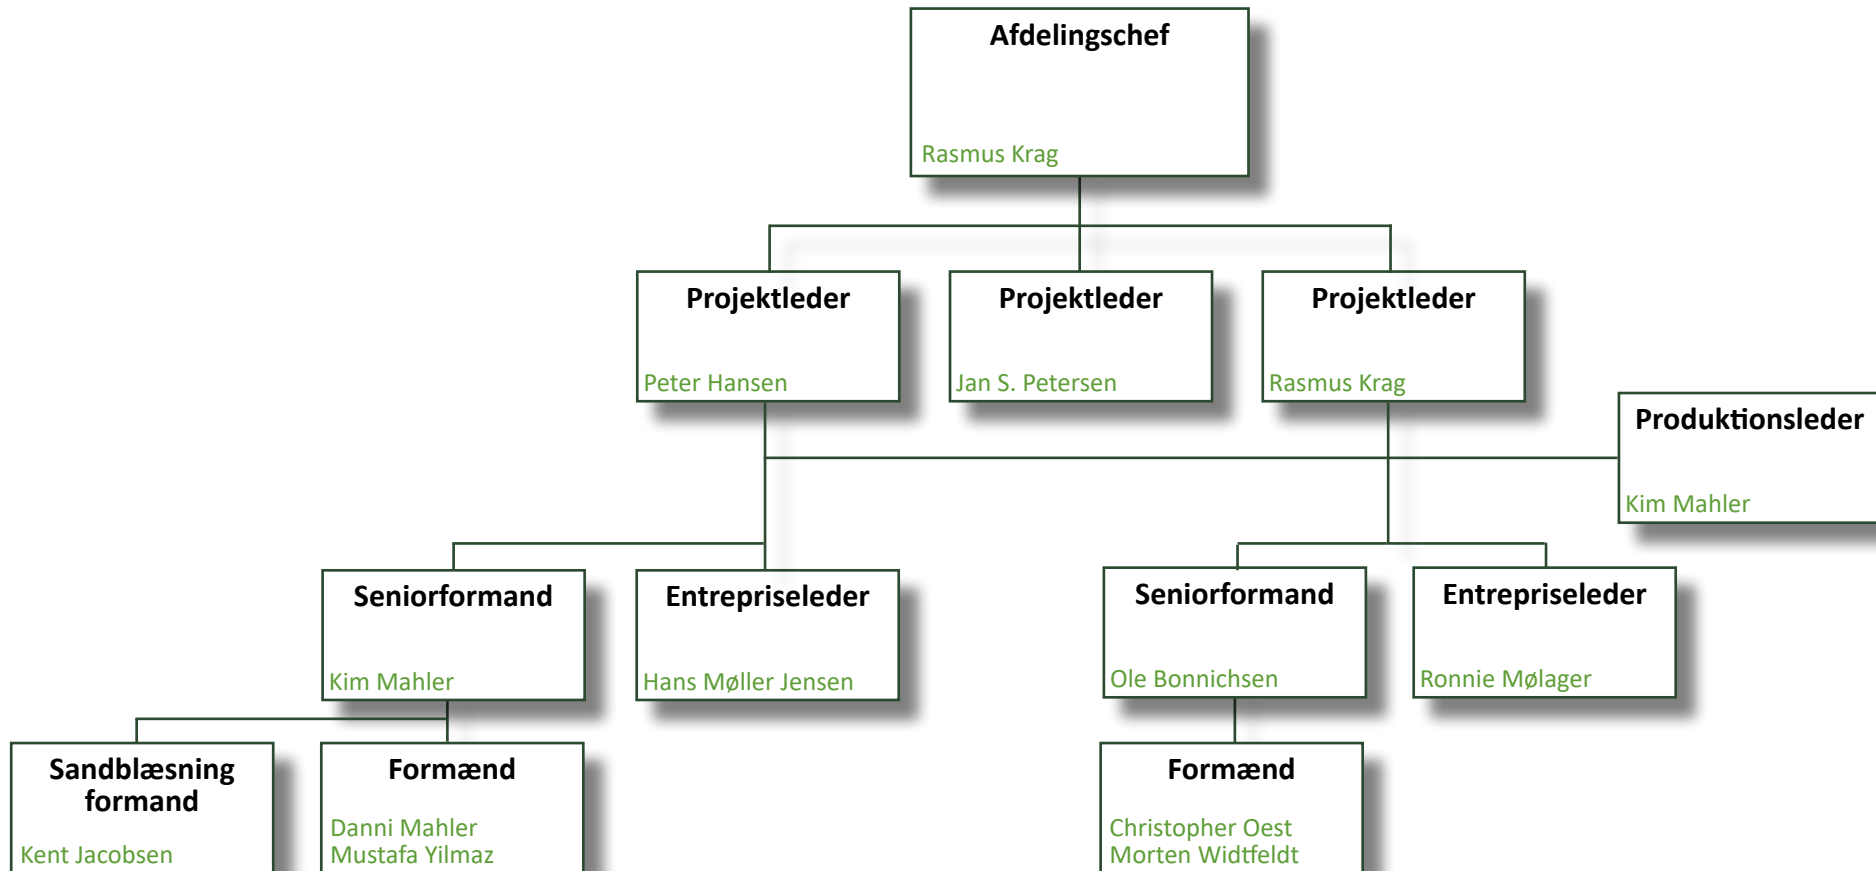 Afdelingschef
Rasmus Krag
Projektleder
Peter Hansen
Projektleder
Jan S. Petersen
Projektleder
Rasmus Krag
Produktionsleder
Kim Mahler
Seniorformand
Kim Mahler
Entrepriseleder
Hans Møller Jensen
Seniorformand
Ole Bonnichsen
Entrepriseleder
Ronnie Mølager
Sandblæsning
formand
Kent Jacobsen
Formænd
Danni Mahler
Mustafa Yilmaz
Formænd
Christopher Oest
Morten Widtfeldt